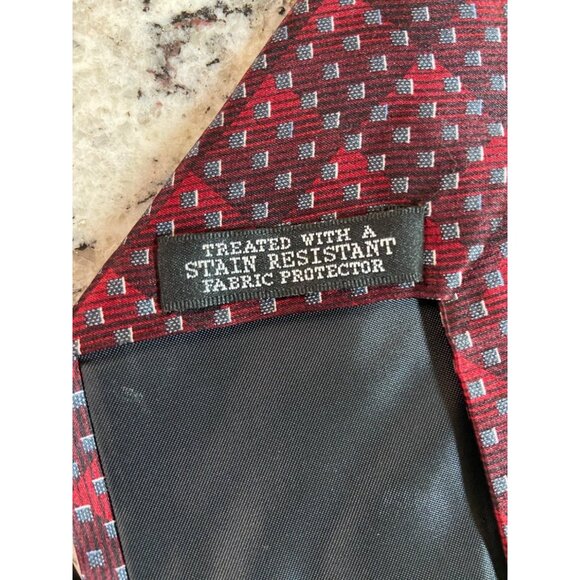 TREATED WITH A
STAIN RESISTANT
FABRIC PROTECTOR